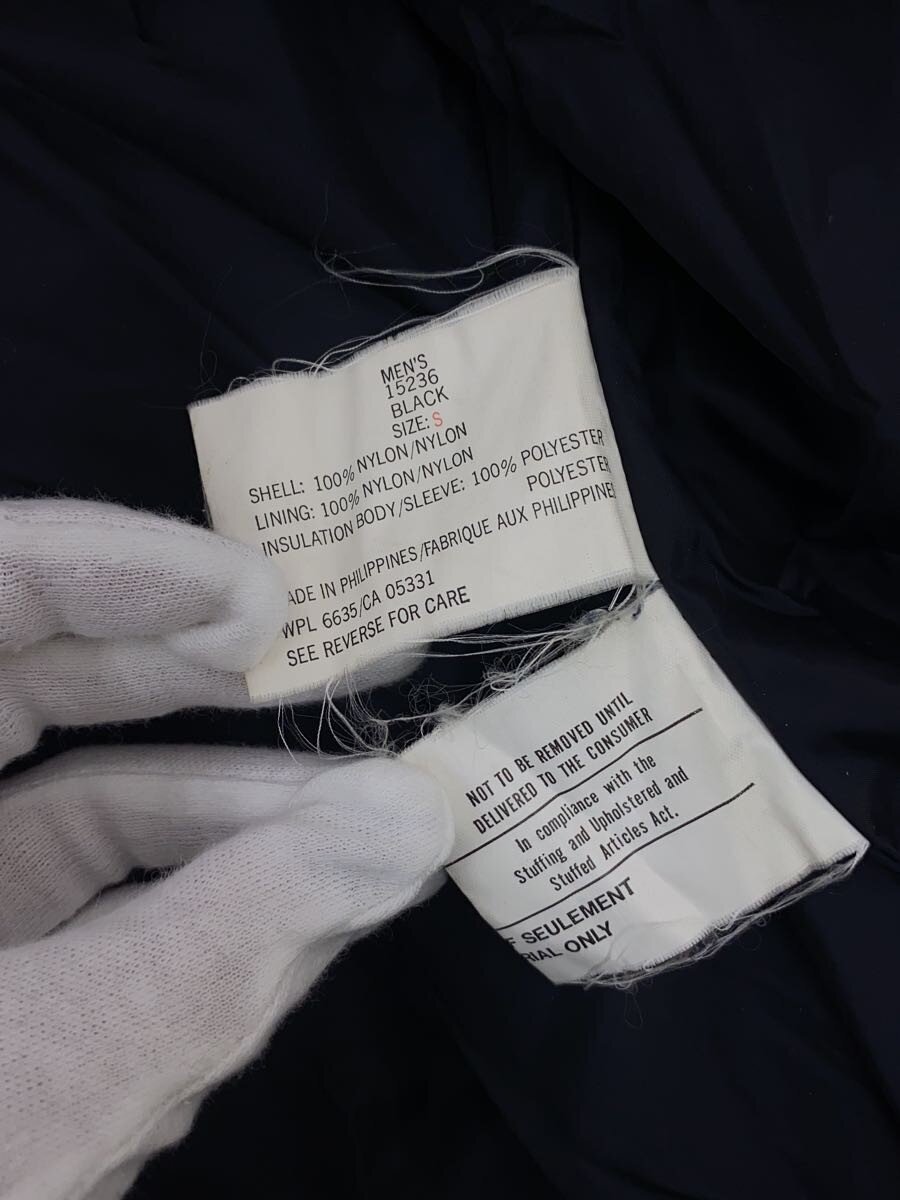 MEN'S
15236
BLACK
SIZE: S
SHELL: 100% NYLON/NYLON
LINING: 100% NYLON/NYLON
INSULATION BODY/SLEEVE: 100% POLYESTER
POLYESTER
ADE IN PHILIPPINES/FABRIQUE AUX PHILIPPINE
WPL 6635/CA 05331
SEE REVERSE FOR CARE
NOT TO BE REMOVED UNTIL
DELIVERED TO THE CONSUMER
In compliance with the
Stuffing and Upholstered and
Stuffed Articles Act.
SEULEMENT
RIAL ONLY